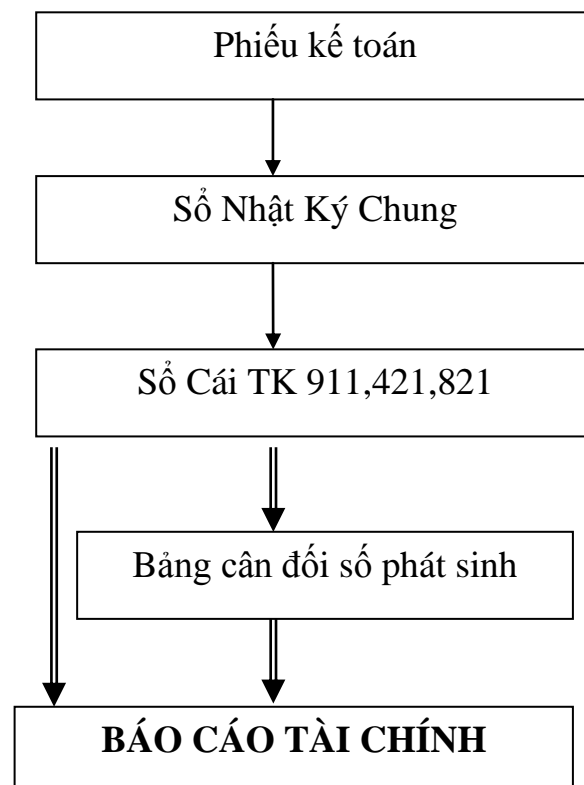 Phiếu kế toán
Sổ Nhật Ký Chung
Sổ Cái TK 911,421,821
Bảng cân đối số phát sinh
BÁO CÁO TÀI CHÍNH